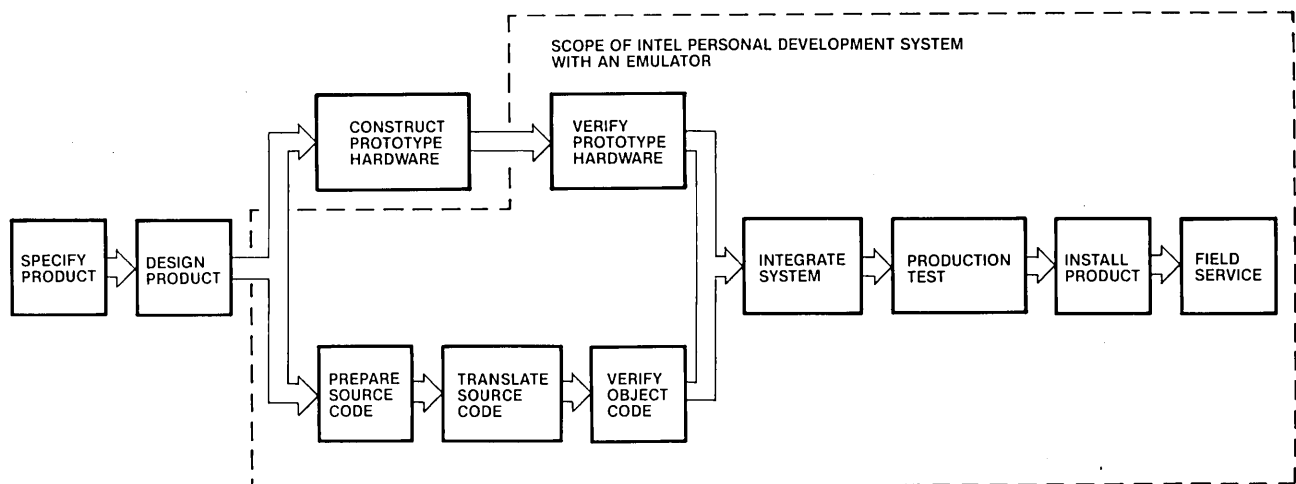 SCOPE OF INTEL PERSONAL DEVELOPMENT SYSTEM
WITH AN EMULATOR
CONSTRUCT
PROTOTYPE
HARDWARE
VERIFY
PROTOTYPE
HARDWARE
SPECIFY
PRODUCT
DESIGN
PRODUCT
INTEGRATE
SYSTEM
PRODUCTION
TEST
INSTALL
PRODUCT
FIELD
SERVICE
PREPARE
SOURCE
CODE
TRANSLATE
SOURCE
CODE
VERIFY
OBJECT
CODE